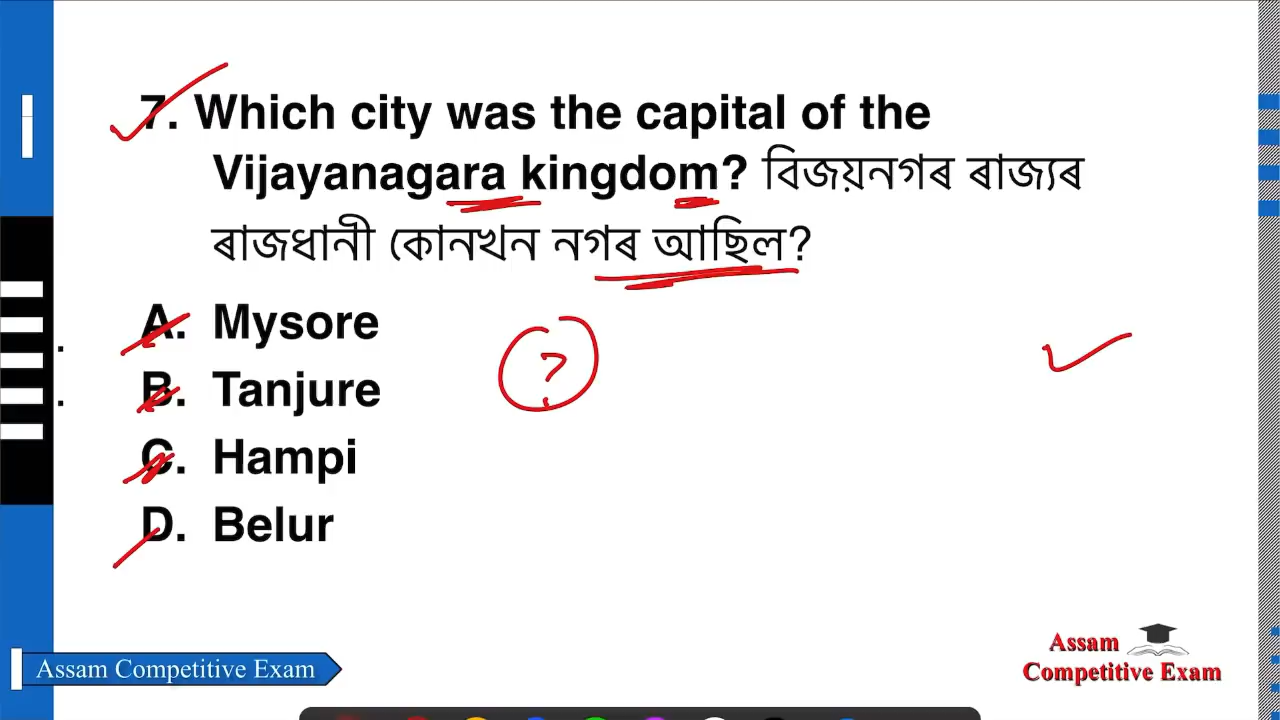 7. Which city was the capital of the
Vijayanagara kingdom? বিজয়নগৰ ৰাজ্যৰ
ৰাজধানী কোনখন নগৰ আছিল?
A. Mysore
?
B. Tanjure
C. Hampi
D. Belur
Assam Competitive Exam
Assam
Competitive Exam